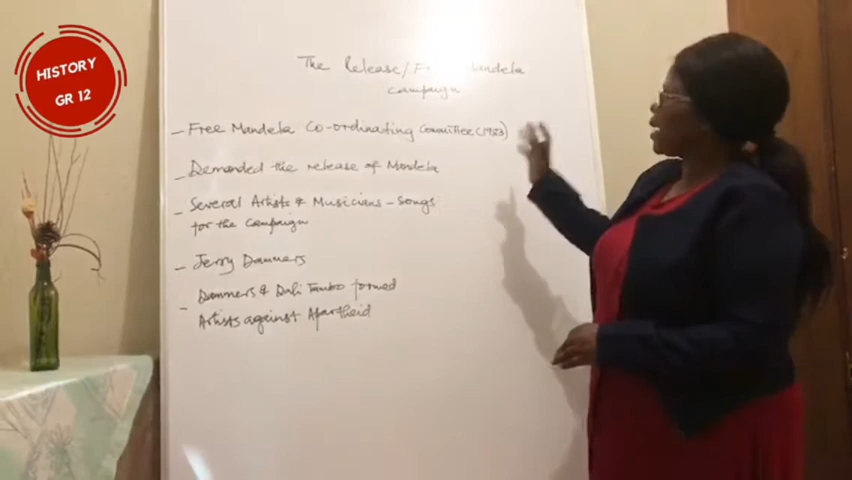 HISTORY
GR 12
The Release/Free Mandela
Campaign
- Free Mandela Co-ordinating Committee (1983)
- Demanded the release of Mandela
- Several Artists & Musicians - Songs
for the Campaign
- Jerry Dammers
- Dammers & Dali Tambo formed
Artists against Apartheid